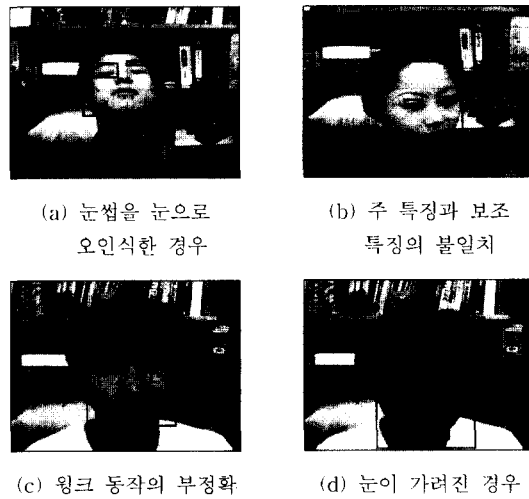 (a) 눈썹을 눈으로
오인식한 경우
(b) 주 특징과 보조
특징의 불일치
(c) 윙크 동작의 부정확
(d) 눈이 가려진 경우